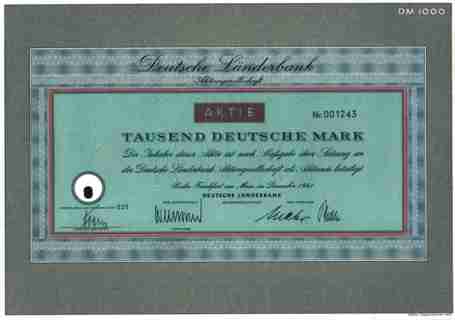 DM 1000
Deutsche Länderbank
Aktiengesellschaft
AKTIE
Nr. 001243
TAUSEND DEUTSCHE MARK
Der Inhaber dieser Aktie ist nach Maßgabe der Satzung an
der Deutsche Länderbank Aktiengesellschaft als Aktionär beteiligt
Berlin/Frankfurt am Main, im Dezember
DEUTSCHE LÄNDERBANK